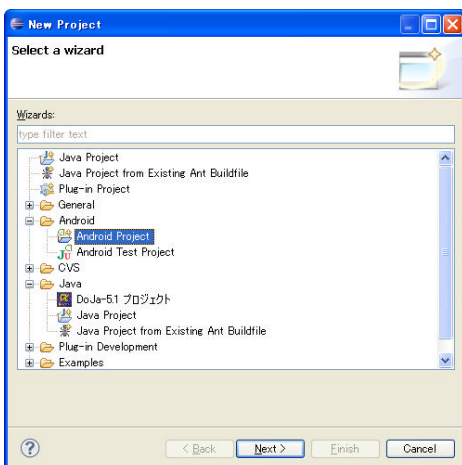 New Project
Select a wizard
Wizards:
type filter text
Java Project
Java Project from Existing Ant Buildfile
Plug-in Project
General
Android
Android Project
Android Test Project
CVS
Java
DoJa-5.1 プロジェクト
Java Project
Java Project from Existing Ant Buildfile
Plug-in Development
Examples
< Back Next > Finish Cancel